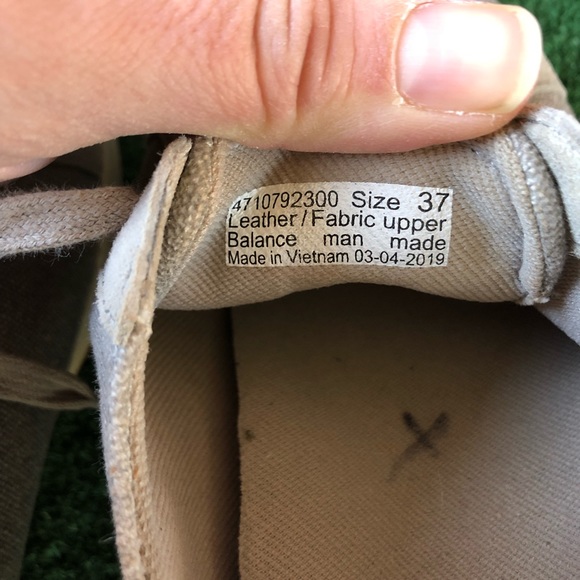 4710792300 Size 37
Leather/Fabric upper
Balance man made
Made in Vietnam 03-04-2019